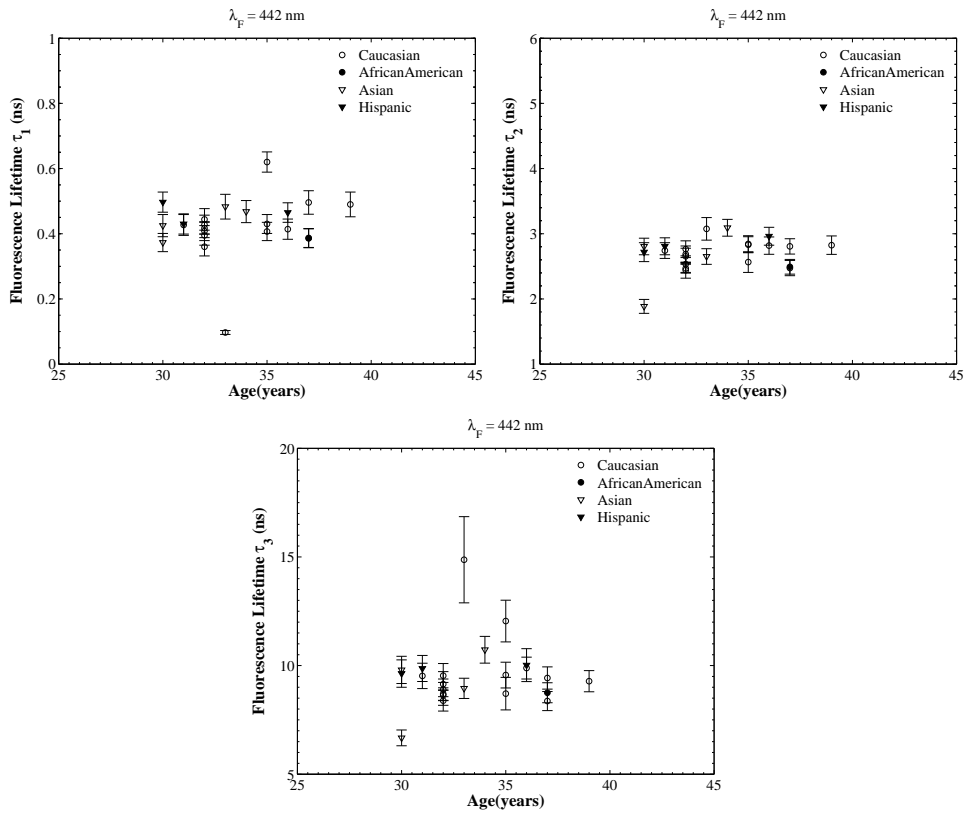 λF = 442 nm
1
0.8
0.6
0.4
0.2
0
25
30
35
40
45
Age(years)
Fluorescence Lifetime τ1 (ns)
Caucasian
AfricanAmerican
Asian
Hispanic
λF = 442 nm
6
5
4
3
2
1
25
30
35
40
45
Age(years)
Fluorescence Lifetime τ2 (ns)
Caucasian
AfricanAmerican
Asian
Hispanic
λF = 442 nm
20
15
10
5
25
30
35
40
45
Age(years)
Fluorescence Lifetime τ3 (ns)
Caucasian
AfricanAmerican
Asian
Hispanic